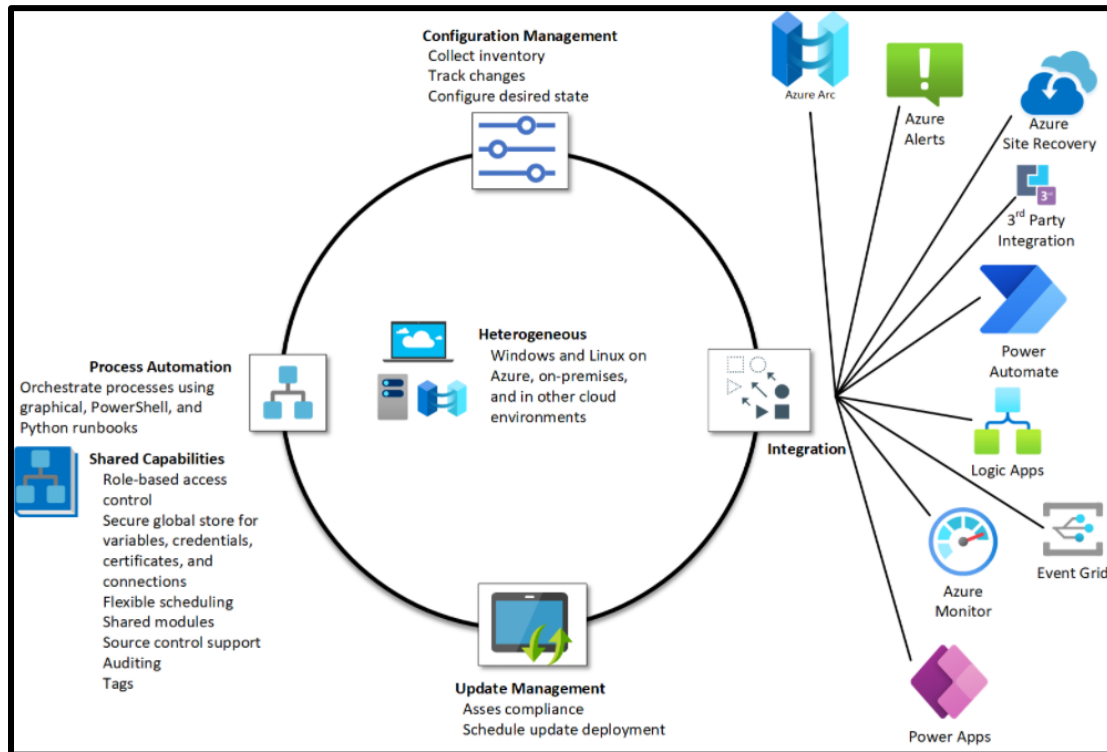 Configuration Management
Collect inventory
Track changes
Configure desired state
Azure Arc
Azure
Alerts
Azure
Site Recovery
3rd
3rd Party
Integration
Heterogeneous
Windows and Linux on
Azure, on-premises,
and in other cloud
environments
Process Automation
Orchestrate processes using
graphical, PowerShell, and
Python runbooks
Shared Capabilities
Role-based access
control
Secure global store for
variables, credentials,
certificates, and
connections
Flexible scheduling
Shared modules
Source control support
Auditing
Tags
Integration
Power
Automate
Logic Apps
Event Grid
Azure
Monitor
Power Apps
Update Management
Asses compliance
Schedule update deployment